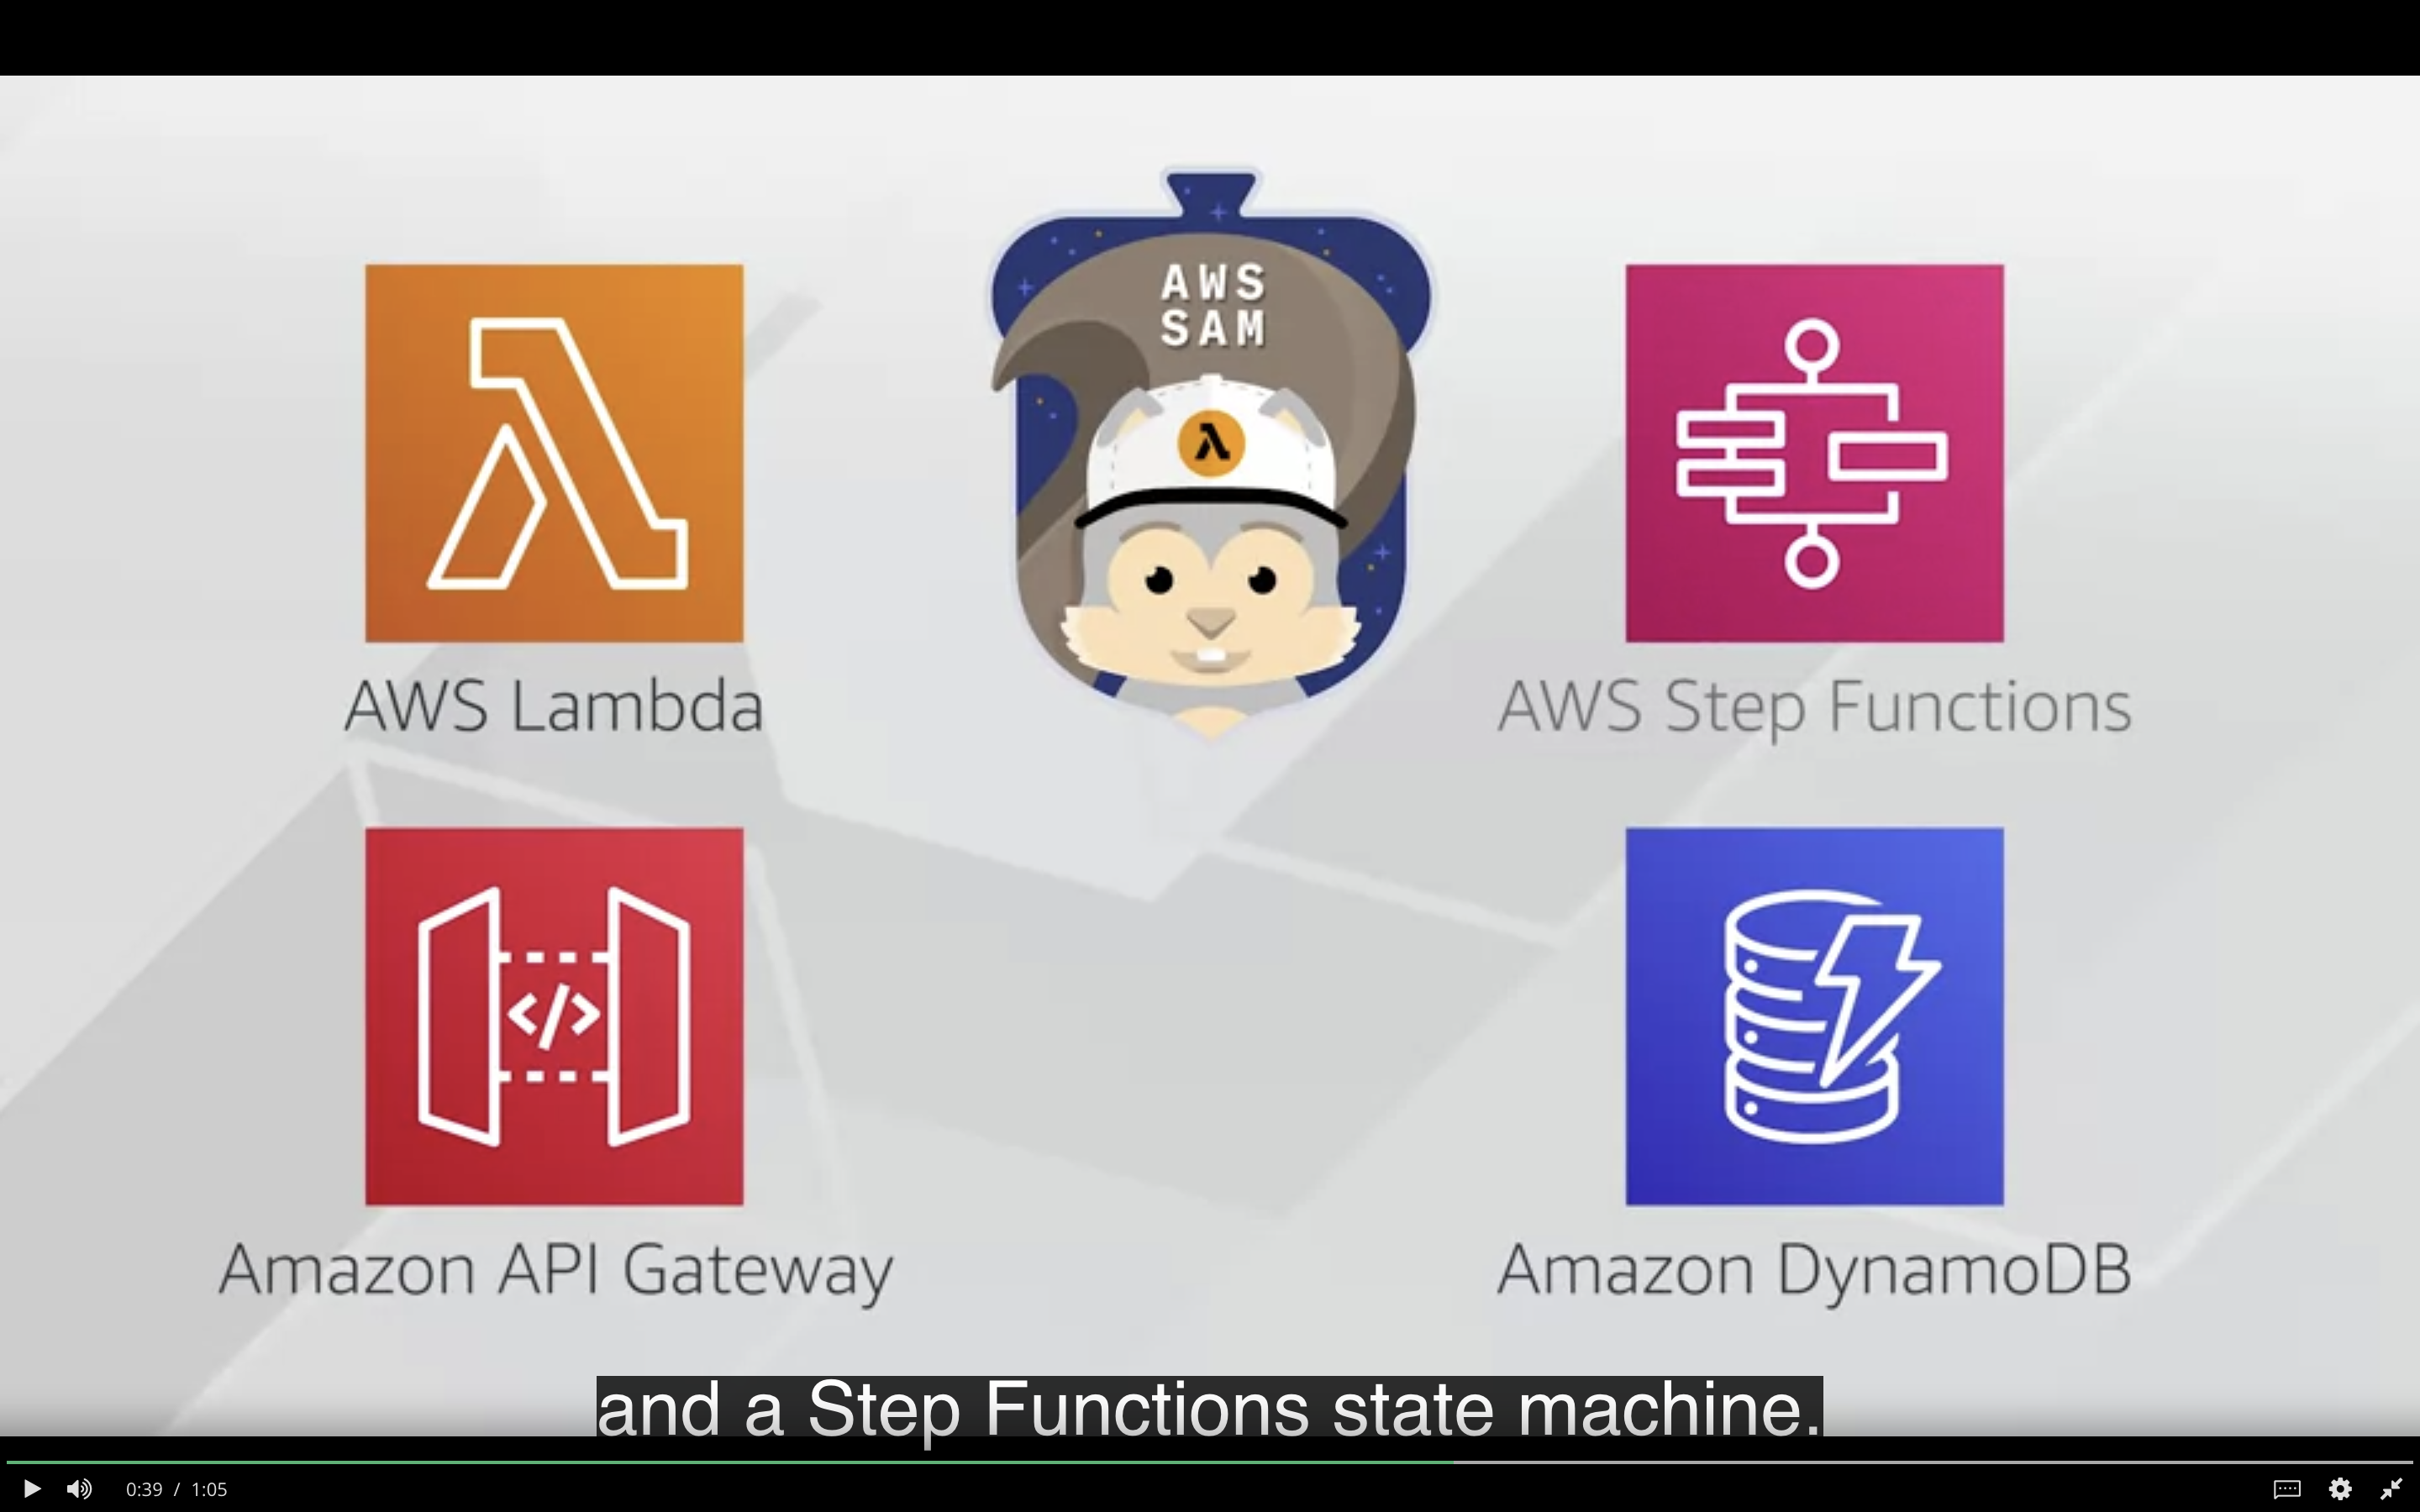 AWS
SAM
AWS Lambda
AWS Step Functions
Amazon API Gateway
Amazon DynamoDB
and a Step Functions state machine.
0:39 / 1:05